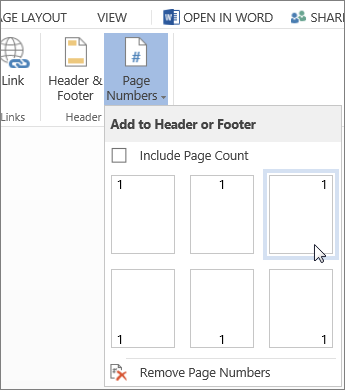 AGE LAYOUT VIEW OPEN IN WORD SHAR
Link
Header & Footer
Page Numbers
Links
Header
Add to Header or Footer
Include Page Count
1 1 1
1 1 1
Remove Page Numbers